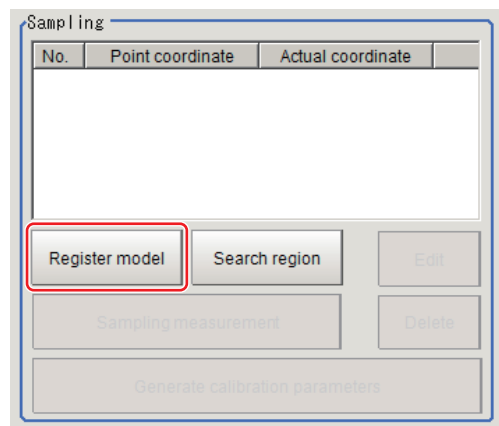 Sampling
No. Point coordinate Actual coordinate
Register model Search region Edit
Sampling measurement Delete
Generate calibration parameters